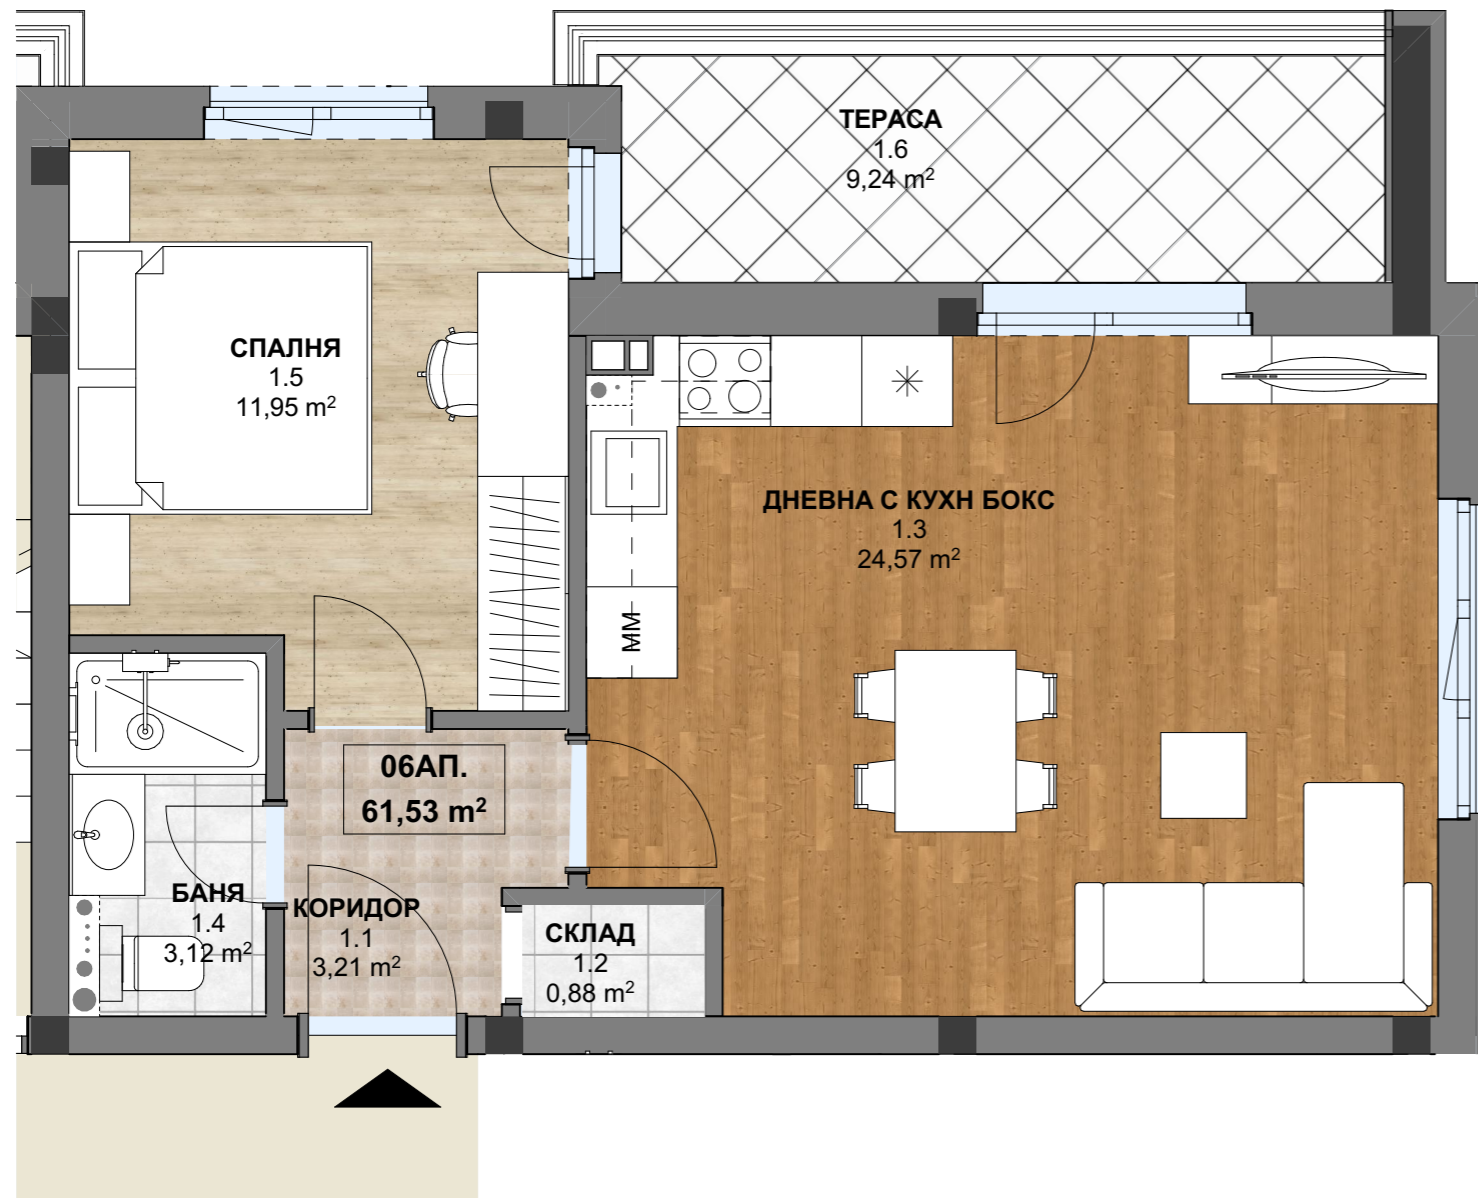 ТЕРАСА
1.6
9,24 m²
СПАЛНЯ
1.5
11,95 m²
ДНЕВНА С КУХН БОКС
1.3
24,57 m²
ММ
06АП.
61,53 m²
БАНЯ
1.4
3,12 m²
КОРИДОР
1.1
3,21 m²
СКЛАД
1.2
0,88 m²